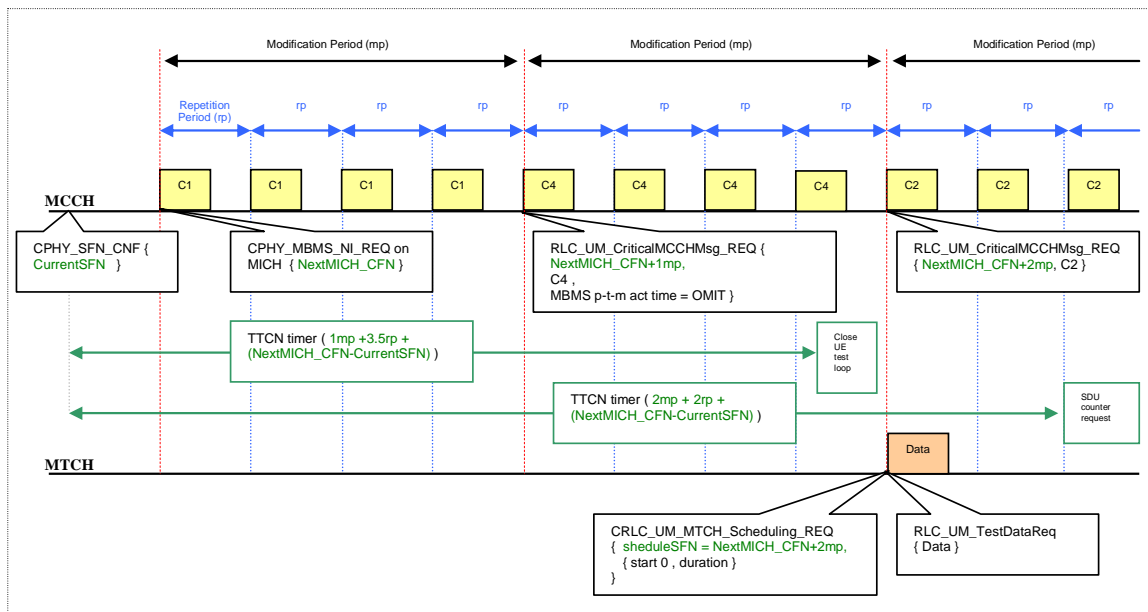 Modification Period (mp)
Modification Period (mp)
Modification Period (mp)
Repetition
Period (rp)
rp
rp
rp
rp
rp
rp
rp
rp
rp
rp
C1
C1
C1
C1
C4
C4
C4
C4
C2
C2
C2
MCCH
CPHY_SFN_CNF {
CurrentSFN }
CPHY_MBMS_NI_REQ on
MICH { NextMICH_CFN }
RLC_UM_CriticalMCCHMsg_REQ {
NextMICH_CFN+1mp,
C4 ,
MBMS p-t-m act time = OMIT }
RLC_UM_CriticalMCCHMsg_REQ
{ NextMICH_CFN+2mp, C2 }
TTCN timer ( 1mp +3.5rp +
(NextMICH_CFN-CurrentSFN) )
Close
UE
test
loop
TTCN timer ( 2mp + 2rp +
(NextMICH_CFN-CurrentSFN) )
SDU
counter
request
Data
MTCH
CRLC_UM_MTCH_Scheduling_REQ
{ sheduleSFN = NextMICH_CFN+2mp,
{ start 0 , duration }
}
RLC_UM_TestDataReq
{ Data }